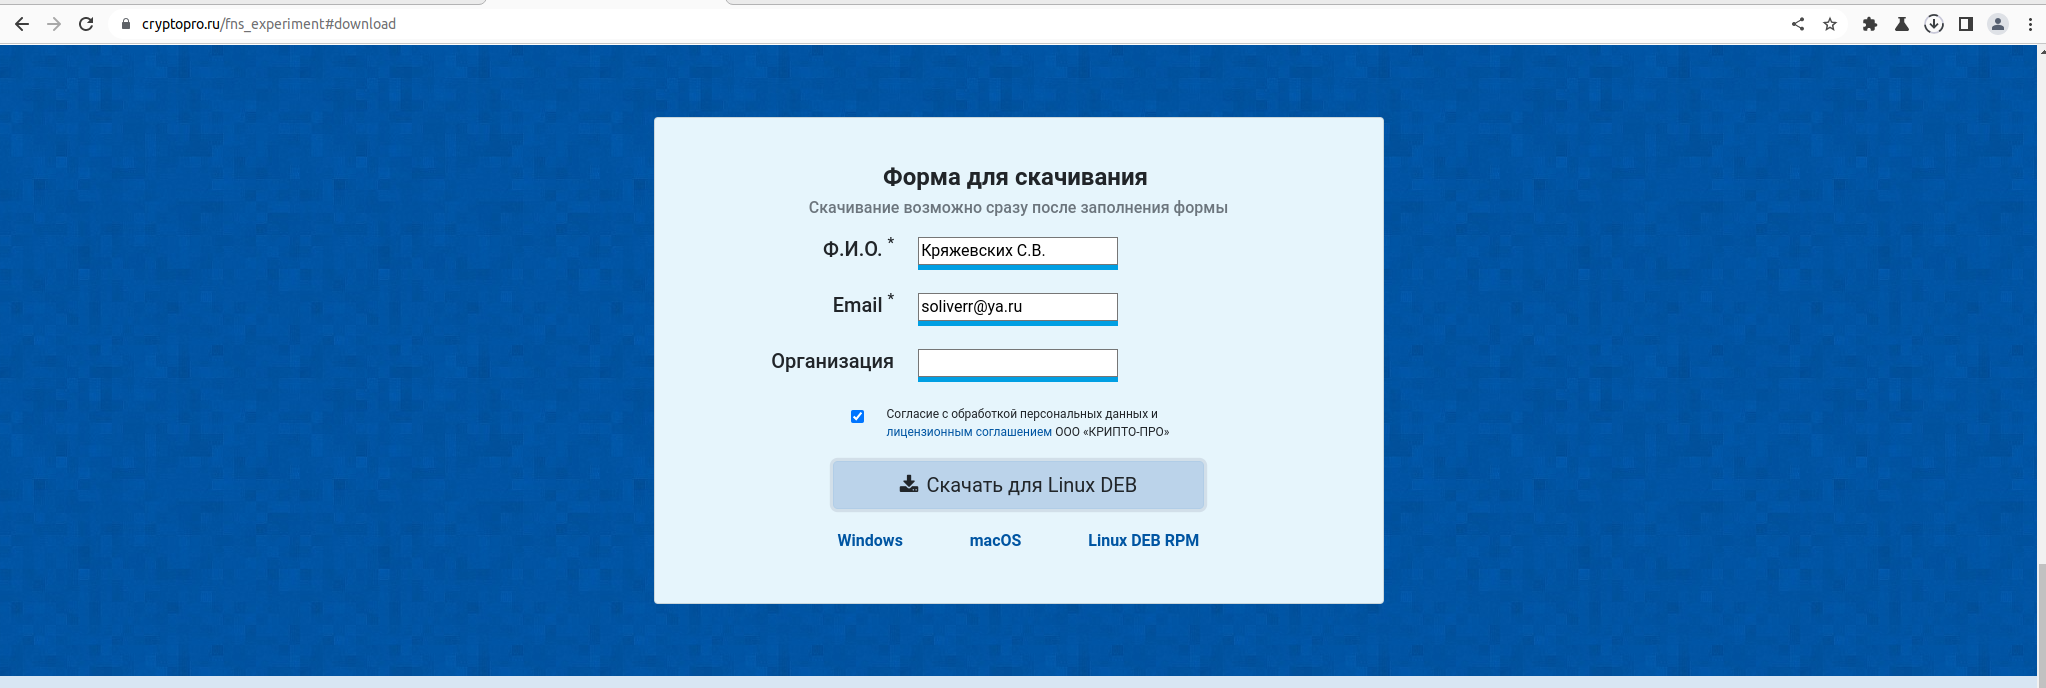 cryptopro.ru/fns_experiment#download
Форма для скачивания
Скачивание возможно сразу после заполнения формы
Ф.И.О. * Кряжевских С.В.
Email * soliverr@ya.ru
Организация
Согласие с обработкой персональных данных и
лицензионным соглашением ООО «КРИПТО-ПРО»
Скачать для Linux DEB
Windows macOS Linux DEB RPM